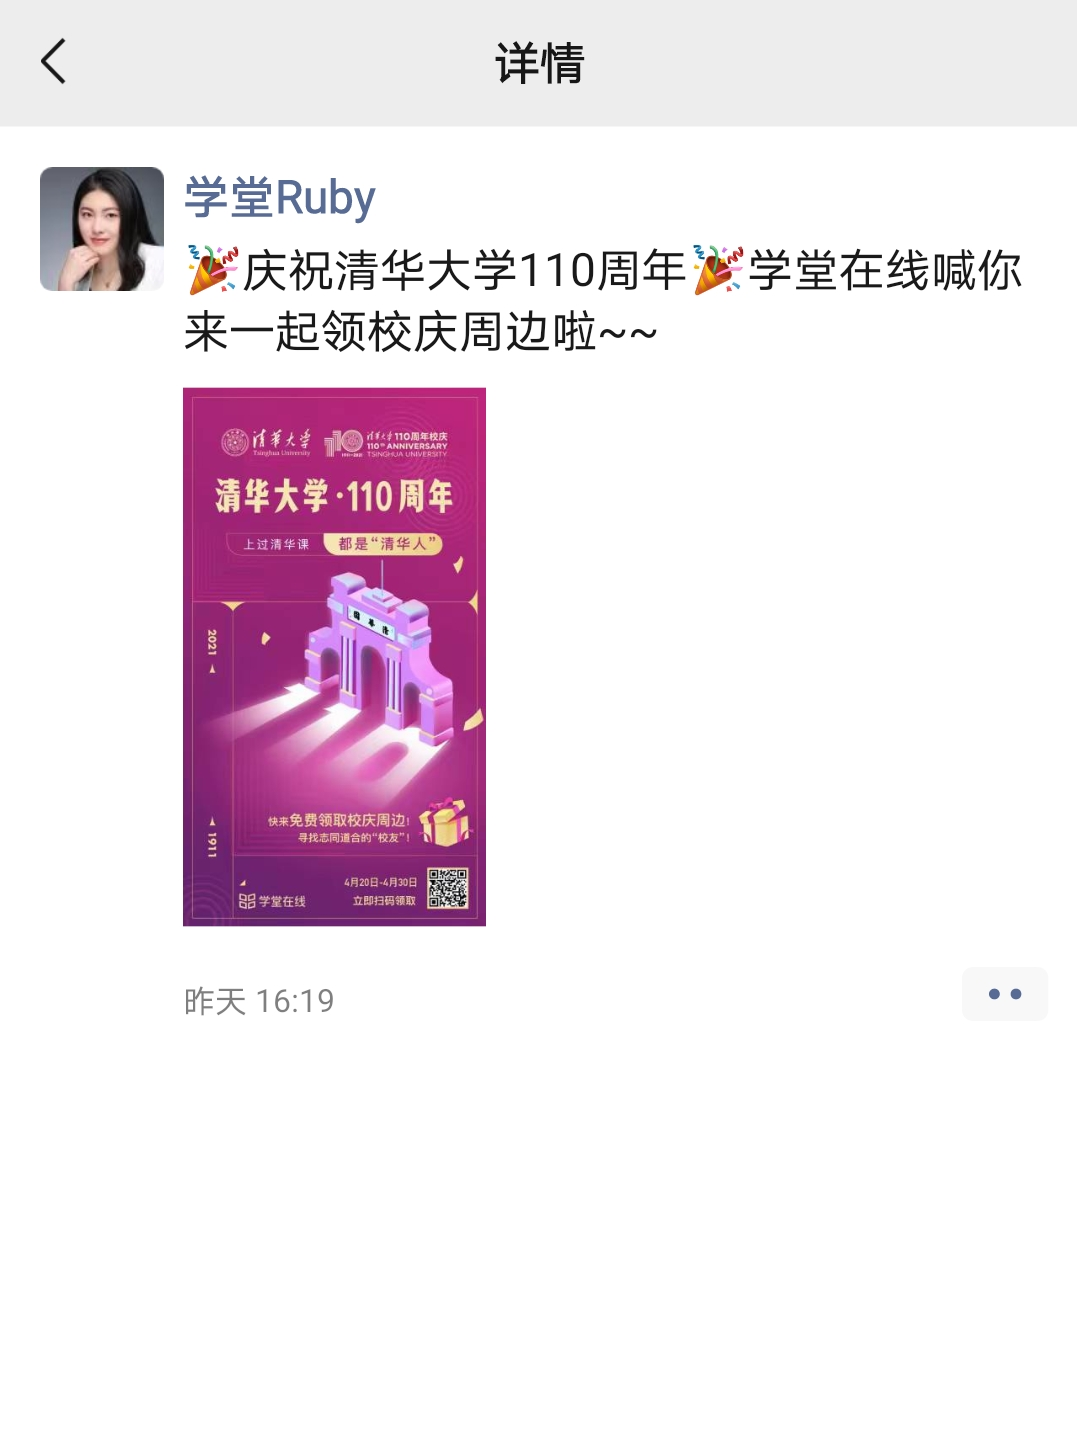 详情
学堂Ruby
🎉庆祝清华大学110周年🎉学堂在线喊你
来一起领校庆周边啦~~
清华大学
Tsinghua University
110
1911-2021
清华大学110周年校庆
110TH ANNIVERSARY
TSINGHUA UNIVERSITY
清华大学·110周年
上过清华课 都是“清华人”
園華清
2021
1911
快来免费领取校庆周边!
寻找志同道合的“校友”!
4月20日-4月30日
学堂在线
立即扫码领取
昨天 16:19